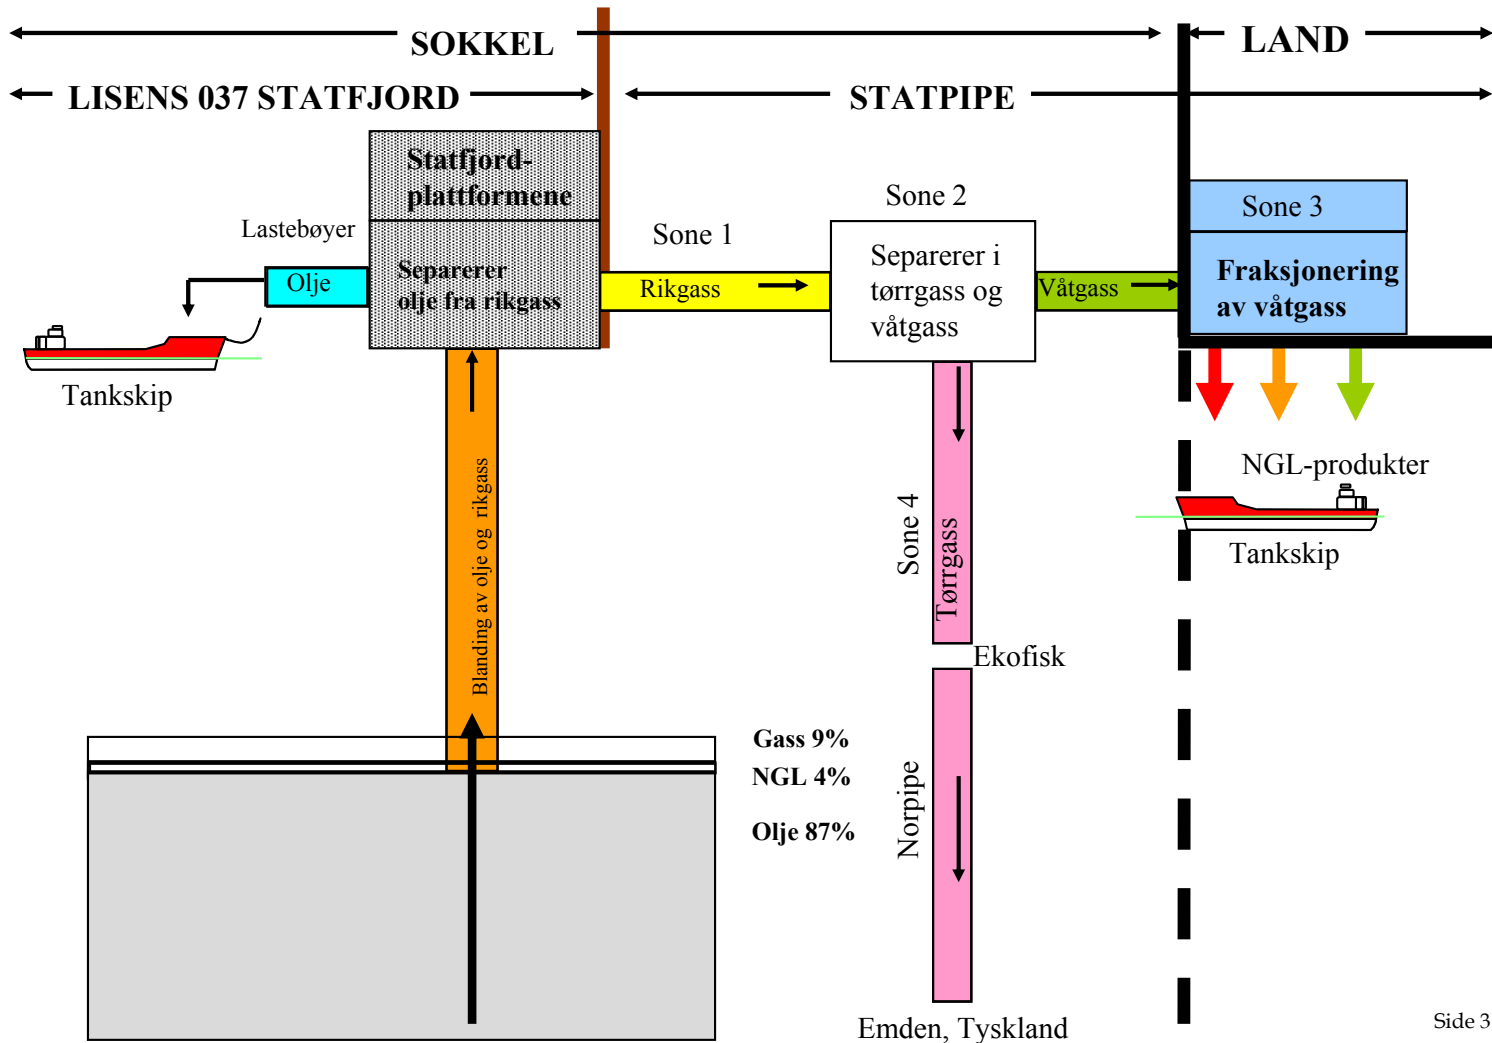 SOKKEL
LAND
LISENS 037 STATFJORD
STATPIPE
Statfjord-
plattformene
Lastebøyer
Olje
Separerer
olje fra rikgass
Sone 1
Rikgass
Sone 2
Separerer i
tørrgass og
våtgass
Våtgass
Sone 3
Fraksjonering
av våtgass
Tankskip
Blanding av olje og rikgass
Sone 4
Tørrgass
NGL-produkter
Tankskip
Ekofisk
Gass 9%
NGL 4%
Olje 87%
Norpipe
Emden, Tyskland
Side 3